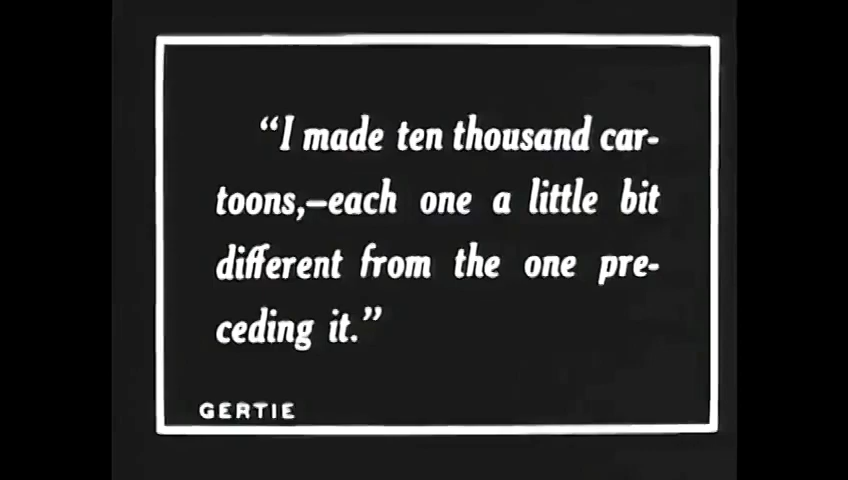 “I made ten thousand car-
toons,—each one a little bit
different from the one pre-
ceding it.”
GERTIE